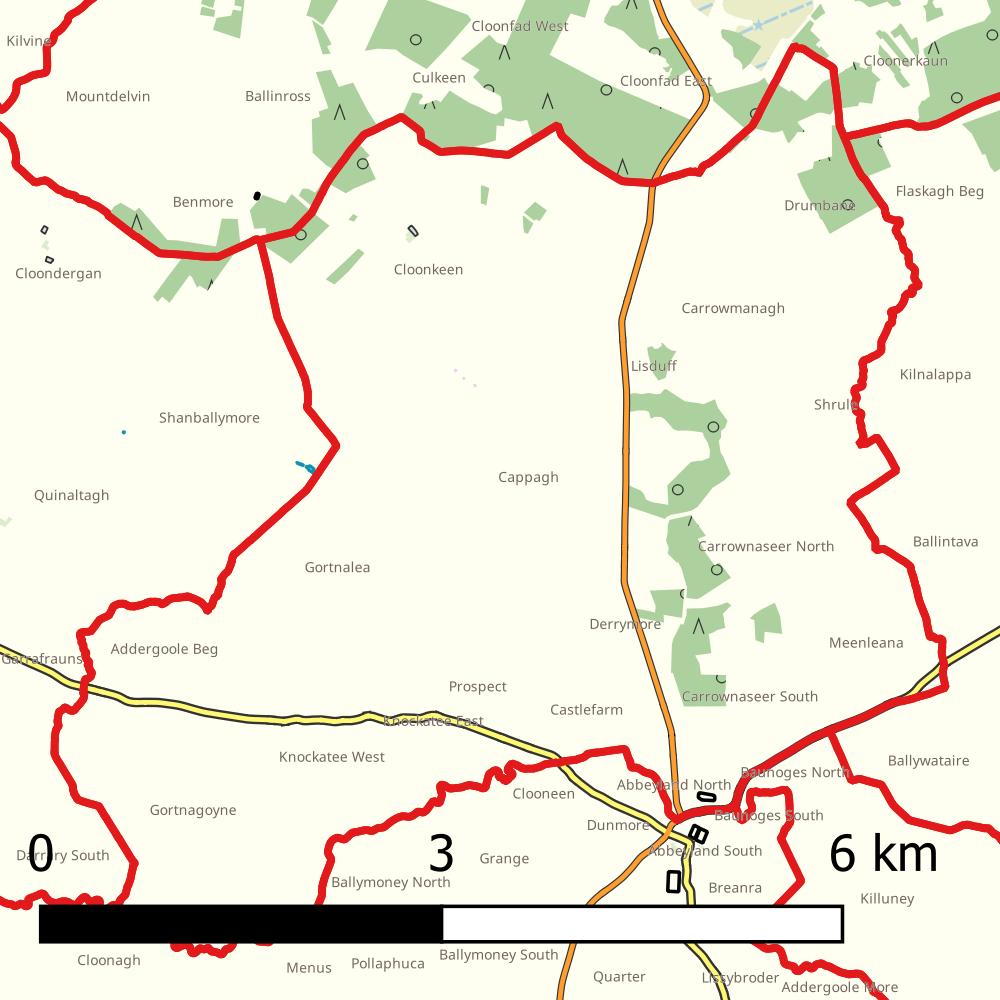 Cloonfad West
Kilvine
Cloonerkaun
Culkeen
Cloonfad East
Mountdelvin
Ballinross
Flaskagh Beg
Benmore
Drumbane
Cloondergan
Cloonkeen
Carrowmanagh
Lisduff
Kilnalappa
Shrule
Shanballymore
Cappagh
Quinaltagh
Ballintava
Carrownaseer North
Gortnalea
Derrymore
Meenleana
Addergoole Beg
Garrafrauns
Prospect
Carrownaseer South
Castlefarm
Knockatee East
Knockatee West
Ballywataire
Baunoges North
Abbeyland North
Clooneen
Gortnagoyne
Baunoges South
Dunmore
Abbeyland South
Darrary South
Grange
0 3 6 km
Ballymoney North
Breanra
Killuney
Ballymoney South
Cloonagh
Pollaphuca
Menus
Quarter
Lissybroder
Addergoole More